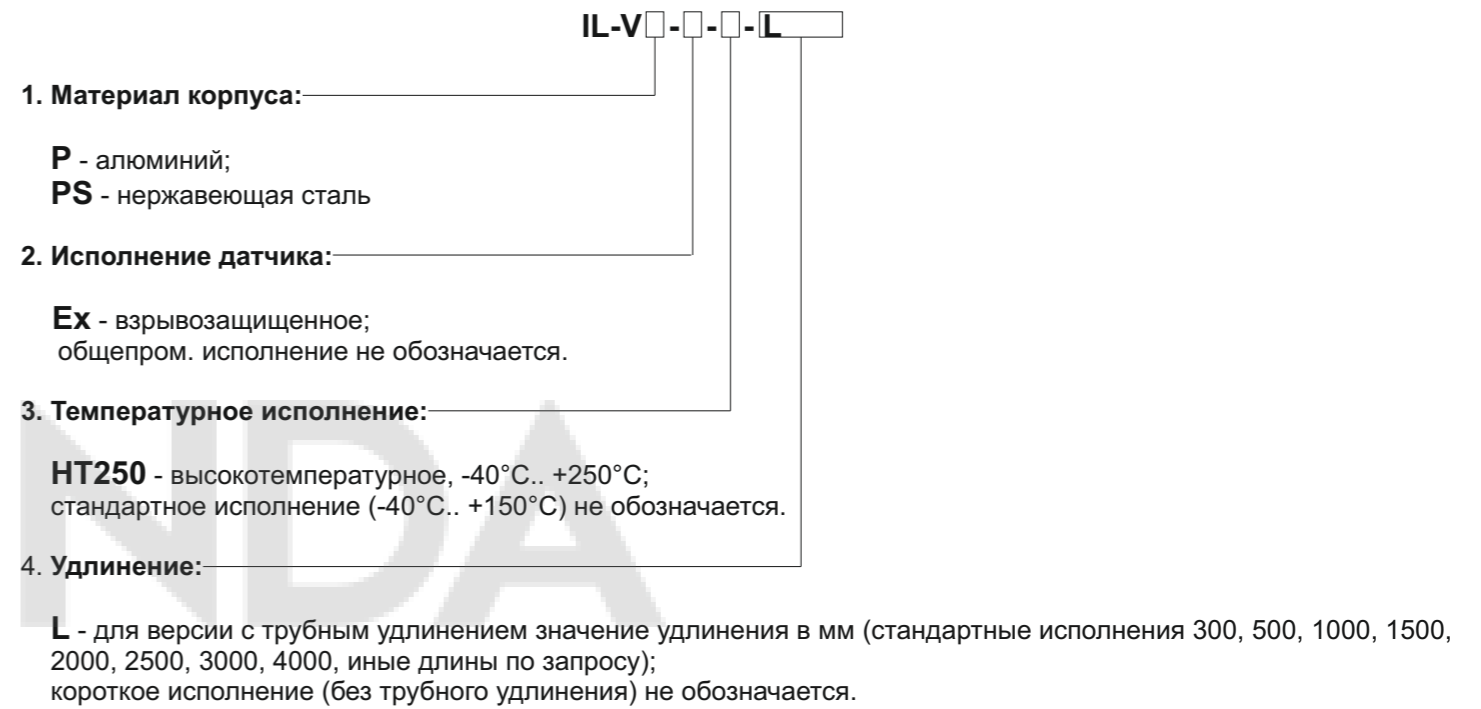 IL-V□-□-□-L
1. Материал корпуса:
P - алюминий;
PS - нержавеющая сталь
2. Исполнение датчика:
Ex - взрывозащищенное;
общепром. исполнение не обозначается.
3. Температурное исполнение:
HT250 - высокотемпературное, -40°C.. +250°C;
стандартное исполнение (-40°C.. +150°C) не обозначается.
4. Удлинение:
L - для версии с трубным удлинением значение удлинения в мм (стандартные исполнения 300, 500, 1000, 1500,
2000, 2500, 3000, 4000, иные длины по запросу);
короткое исполнение (без трубного удлинения) не обозначается.
NDA